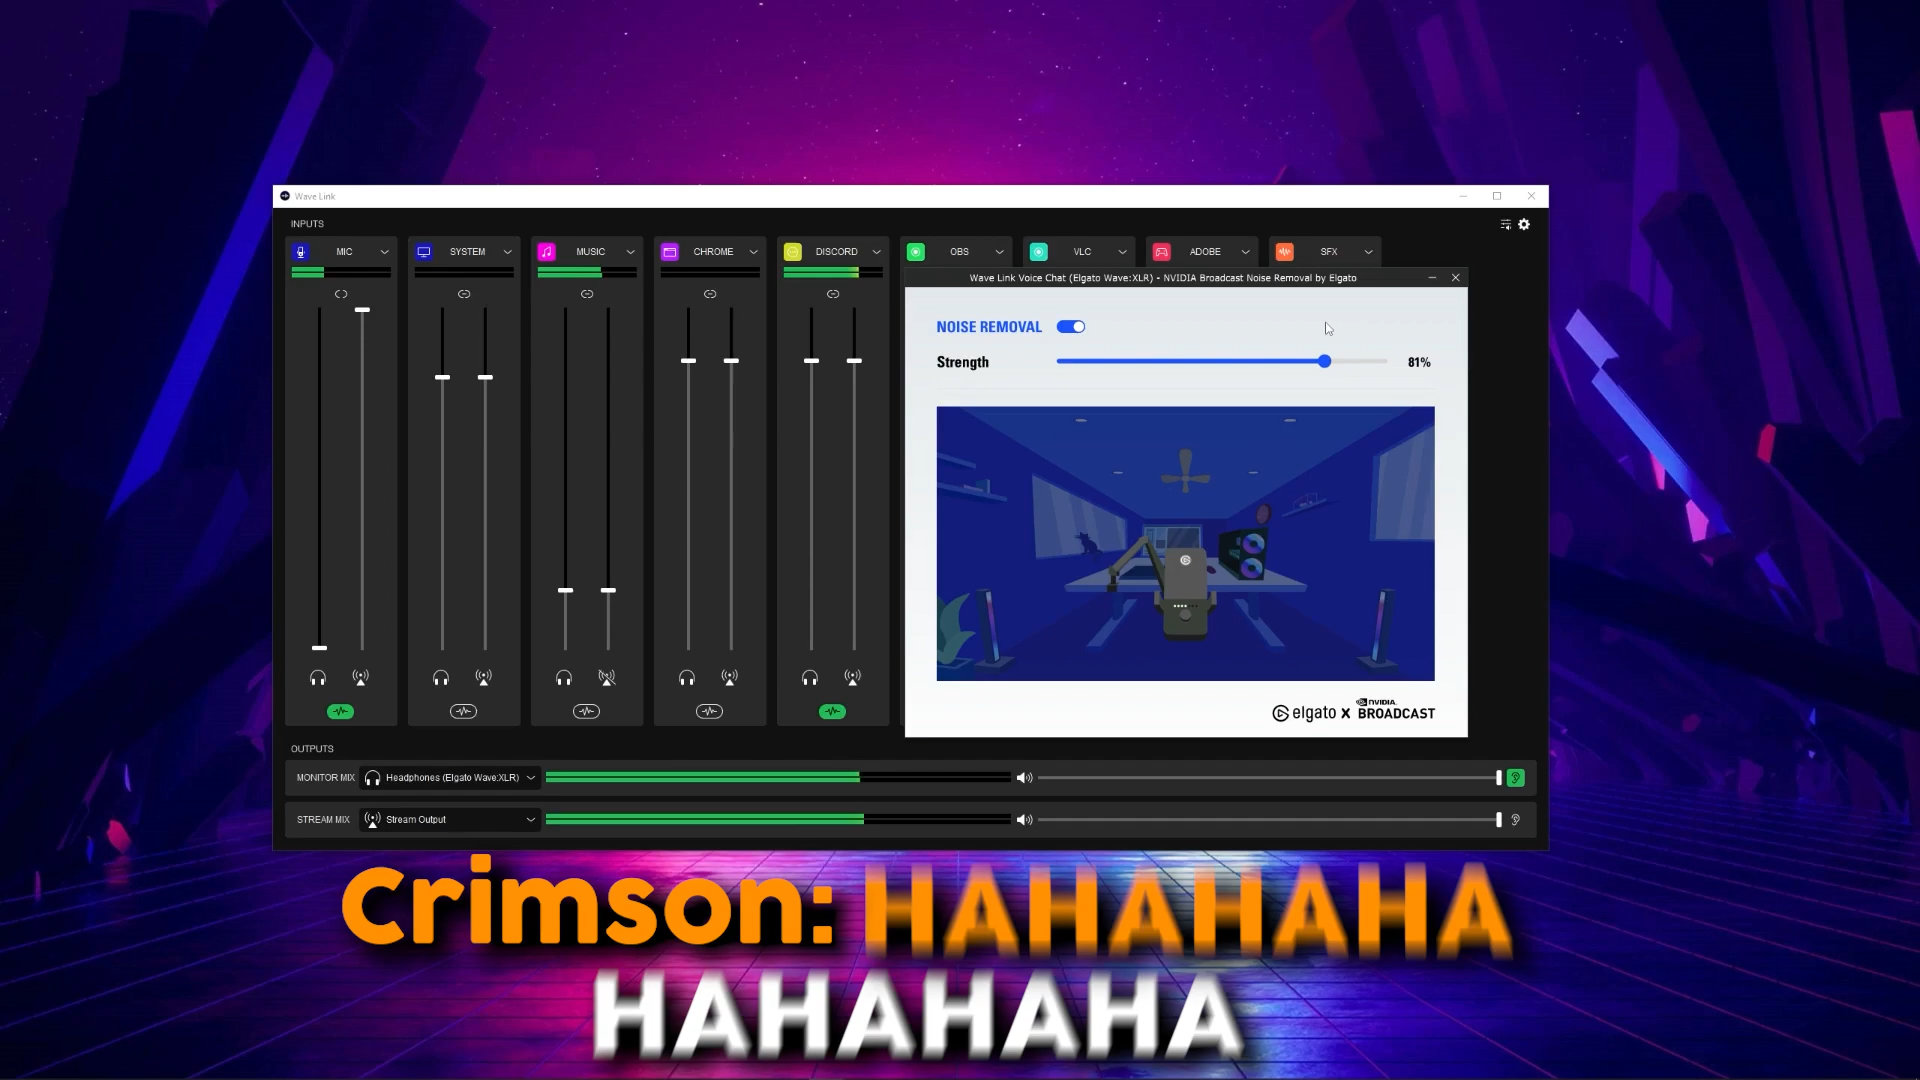 Wave Link
INPUTS
MIC
SYSTEM
MUSIC
CHROME
DISCORD
OBS
VLC
ADOBE
SFX
Wave Link Voice Chat (Elgato Wave:XLR) - NVIDIA Broadcast Noise Removal by Elgato
NOISE REMOVAL
Strength
81%
elgato X NVIDIA. BROADCAST
OUTPUTS
MONITOR MIX Headphones (Elgato Wave:XLR)
STREAM MIX Stream Output
Crimson: HAHAHAHA
HAHAHAHA